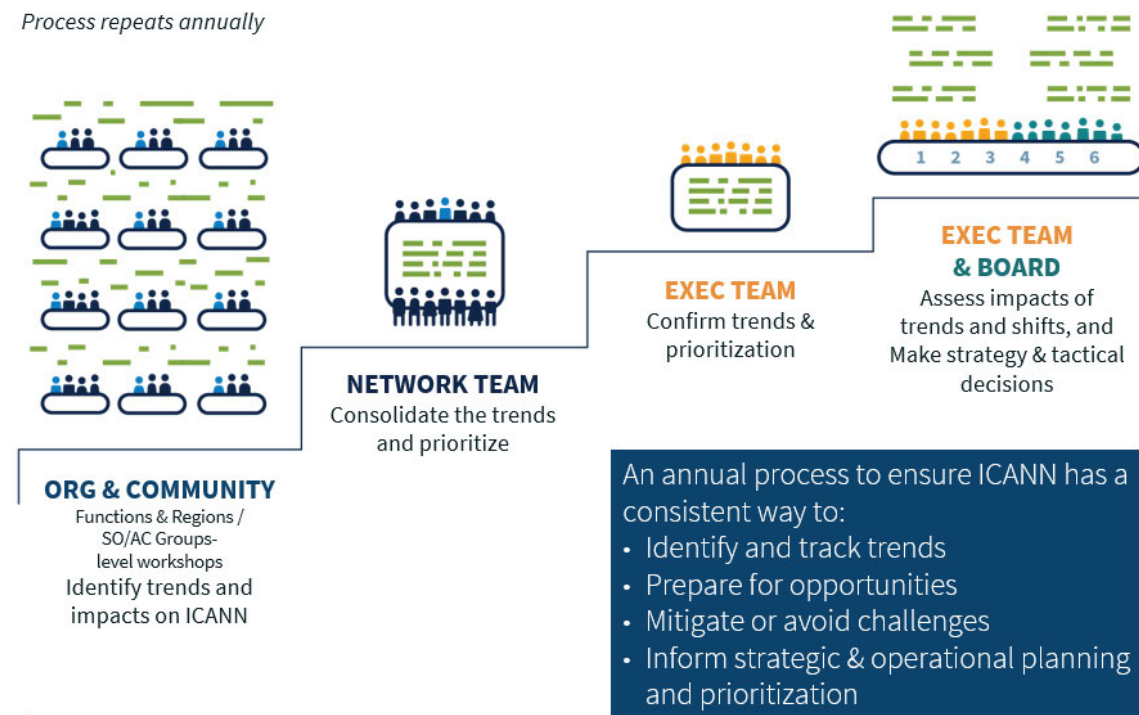 Process repeats annually
1 2 3 4 5 6
ORG & COMMUNITY
Functions & Regions /
SO/AC Groups-
level workshops
Identify trends and
impacts on ICANN
NETWORK TEAM
Consolidate the trends
and prioritize
EXEC TEAM
Confirm trends &
prioritization
EXEC TEAM
& BOARD
Assess impacts of
trends and shifts, and
Make strategy & tactical
decisions
An annual process to ensure ICANN has a
consistent way to:
• Identify and track trends
• Prepare for opportunities
• Mitigate or avoid challenges
• Inform strategic & operational planning
and prioritization